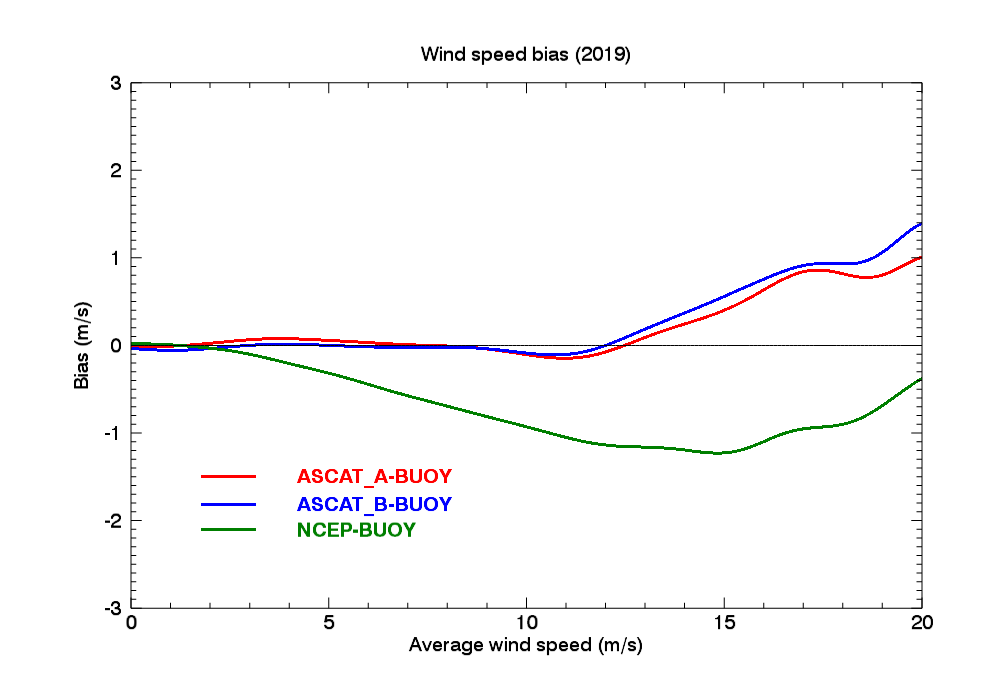 Wind speed bias (2019)
3
2
1
0
-1
-2
-3
Bias (m/s)
ASCAT_A-BUOY
ASCAT_B-BUOY
NCEP-BUOY
0 5 10 15 20
Average wind speed (m/s)